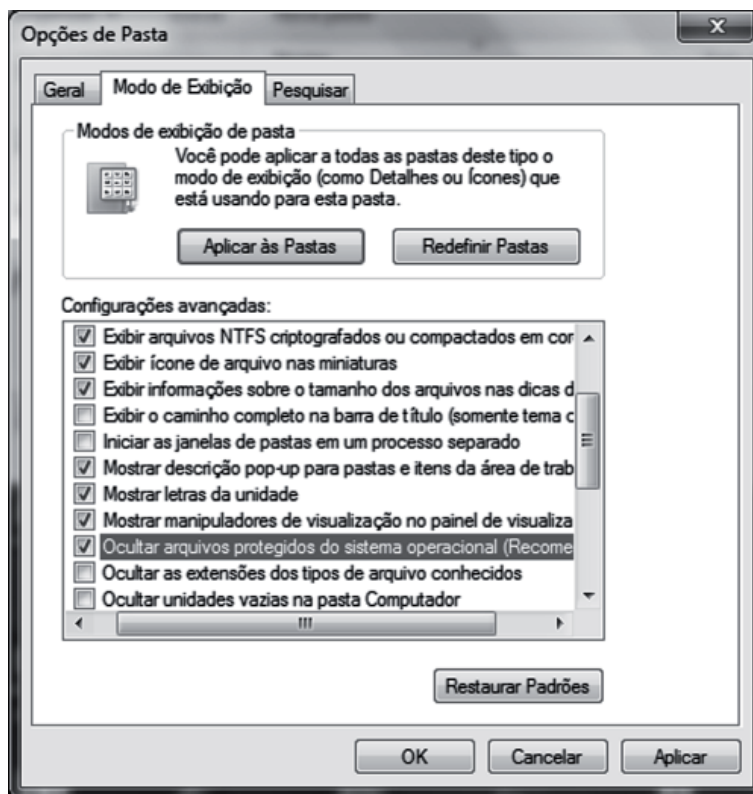 Opções de Pasta
Geral Modo de Exibição Pesquisar
Modos de exibição de pasta
Você pode aplicar a todas as pastas deste tipo o
modo de exibição (como Detalhes ou Ícones) que
está usando para esta pasta.
Aplicar às Pastas Redefinir Pastas
Configurações avançadas:
Exibir arquivos NTFS criptografados ou compactados em cor
Exibir ícone de arquivo nas miniaturas
Exibir informações sobre o tamanho dos arquivos nas dicas d
Exibir o caminho completo na barra de título (somente tema c
Iniciar as janelas de pastas em um processo separado
Mostrar descrição pop-up para pastas e itens da área de trab
Mostrar letras da unidade
Mostrar manipuladores de visualização no painel de visualiza
Ocultar arquivos protegidos do sistema operacional (Recome
Ocultar as extensões dos tipos de arquivo conhecidos
Ocultar unidades vazias na pasta Computador
Restaurar Padrões
OK Cancelar Aplicar